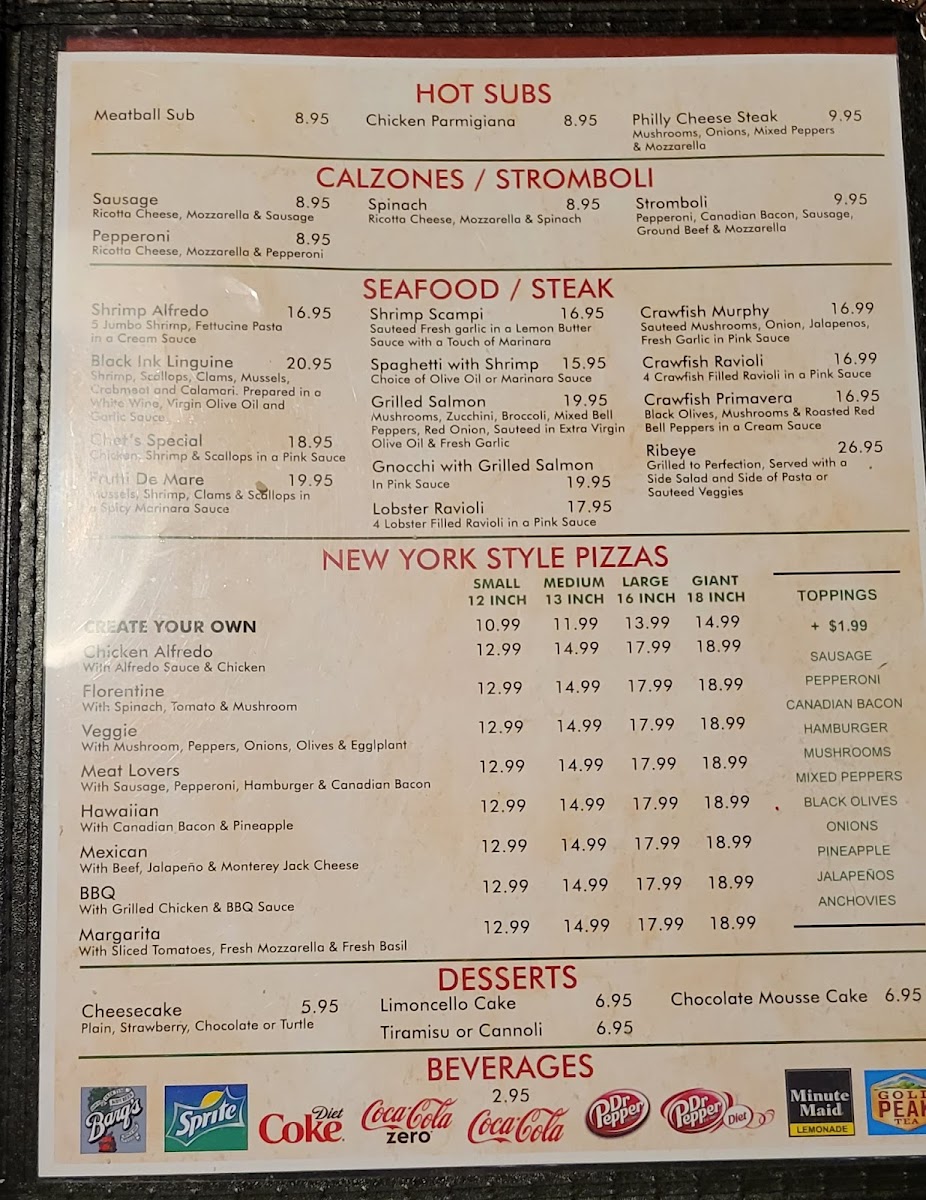 HOT SUBS
Meatball Sub 8.95
Chicken Parmigiana 8.95
Philly Cheese Steak 9.95
Mushrooms, Onions, Mixed Peppers
& Mozzarella
CALZONES / STROMBOLI
Sausage 8.95
Ricotta Cheese, Mozzarella & Sausage
Pepperoni 8.95
Ricotta Cheese, Mozzarella & Pepperoni
Spinach 8.95
Ricotta Cheese, Mozzarella & Spinach
Stromboli 9.95
Pepperoni, Canadian Bacon, Sausage,
Ground Beef & Mozzarella
SEAFOOD / STEAK
Shrimp Alfredo 16.95
5 Jumbo Shrimp, Fettucine Pasta
in a Cream Sauce
Black Ink Linguine 20.95
Shrimp, Scallops, Clams, Mussels,
Crabmeat and Calamari. Prepared in a
White Wine, Virgin Olive Oil and
Garlic Sauce
Chef's Special 18.95
Chicken, Shrimp & Scallops in a Pink Sauce
Frutti De Mare 19.95
Mussels, Shrimp, Clams & Scallops in
a Spicy Marinara Sauce
Shrimp Scampi 16.95
Sauteed Fresh garlic in a Lemon Butter
Sauce with a Touch of Marinara
Spaghetti with Shrimp 15.95
Choice of Olive Oil or Marinara Sauce
Grilled Salmon 19.95
Mushrooms, Zucchini, Broccoli, Mixed Bell
Peppers, Red Onion, Sauteed in Extra Virgin
Olive Oil & Fresh Garlic
Gnocchi with Grilled Salmon
In Pink Sauce 19.95
Lobster Ravioli 17.95
4 Lobster Filled Ravioli in a Pink Sauce
Crawfish Murphy 16.99
Sauteed Mushrooms, Onion, Jalapenos,
Fresh Garlic in Pink Sauce
Crawfish Ravioli 16.99
4 Crawfish Filled Ravioli in a Pink Sauce
Crawfish Primavera 16.95
Black Olives, Mushrooms & Roasted Red
Bell Peppers in a Cream Sauce
Ribeye 26.95
Grilled to Perfection, Served with a
Side Salad and Side of Pasta or
Sauteed Veggies
NEW YORK STYLE PIZZAS
SMALL MEDIUM LARGE GIANT
12 INCH 13 INCH 16 INCH 18 INCH
CREATE YOUR OWN 10.99 11.99 13.99 14.99
Chicken Alfredo 12.99 14.99 17.99 18.99
With Alfredo Sauce & Chicken
Florentine 12.99 14.99 17.99 18.99
With Spinach, Tomato & Mushroom
Veggie 12.99 14.99 17.99 18.99
With Mushroom, Peppers, Onions, Olives & Egglplant
Meat Lovers 12.99 14.99 17.99 18.99
With Sausage, Pepperoni, Hamburger & Canadian Bacon
Hawaiian 12.99 14.99 17.99 18.99
With Canadian Bacon & Pineapple
Mexican 12.99 14.99 17.99 18.99
With Beef, Jalapeño & Monterey Jack Cheese
BBQ 12.99 14.99 17.99 18.99
With Grilled Chicken & BBQ Sauce
Margarita 12.99 14.99 17.99 18.99
With Sliced Tomatoes, Fresh Mozzarella & Fresh Basil
TOPPINGS
+ $1.99
SAUSAGE
PEPPERONI
CANADIAN BACON
HAMBURGER
MUSHROOMS
MIXED PEPPERS
BLACK OLIVES
ONIONS
PINEAPPLE
JALAPEÑOS
ANCHOVIES
DESSERTS
Cheesecake 5.95
Plain, Strawberry, Chocolate or Turtle
Limoncello Cake 6.95
Tiramisu or Cannoli 6.95
Chocolate Mousse Cake 6.95
BEVERAGES
2.95
Barq's
Sprite
Diet
Coke
Coca-Cola
zero
Coca-Cola
Dr
Pepper
Dr
Pepper
Diet
Minute
Maid
LEMONADE
GOLD
PEAK
TEA